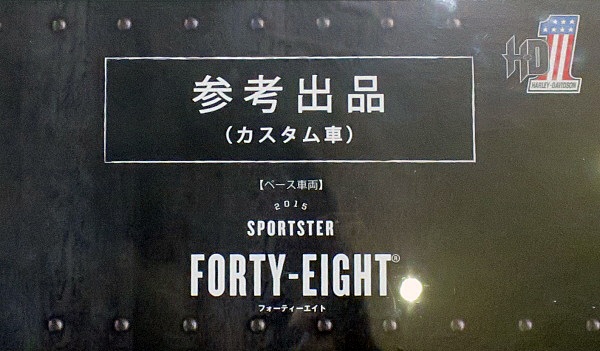 参考出品
（カスタム車）
HD1
HARLEY-DAVIDSON
【ベース車両】
2015
SPORTSTER
FORTY-EIGHT®
フォーティーエイト